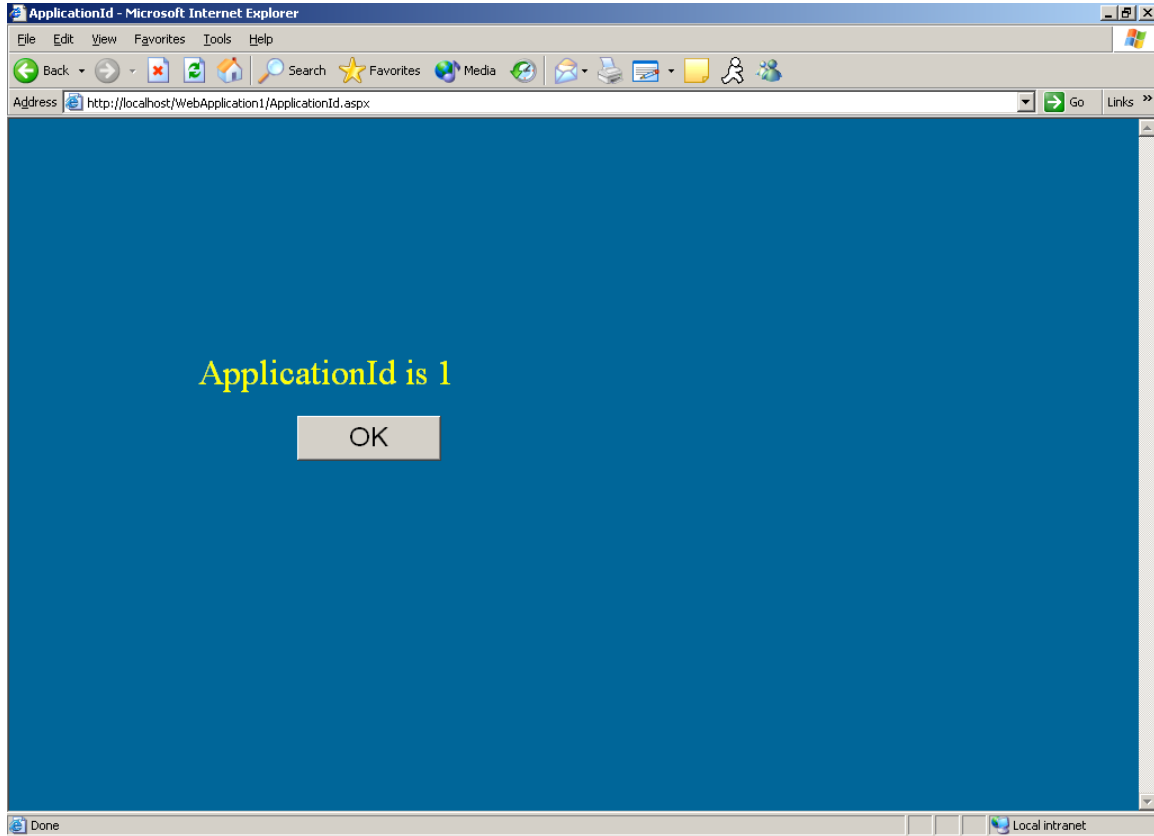 ApplicationId - Microsoft Internet Explorer
File Edit View Favorites Tools Help
Back Search Favorites Media
Address http://localhost/WebApplication1/ApplicationId.aspx Go Links »
ApplicationId is 1
OK
Done Local intranet